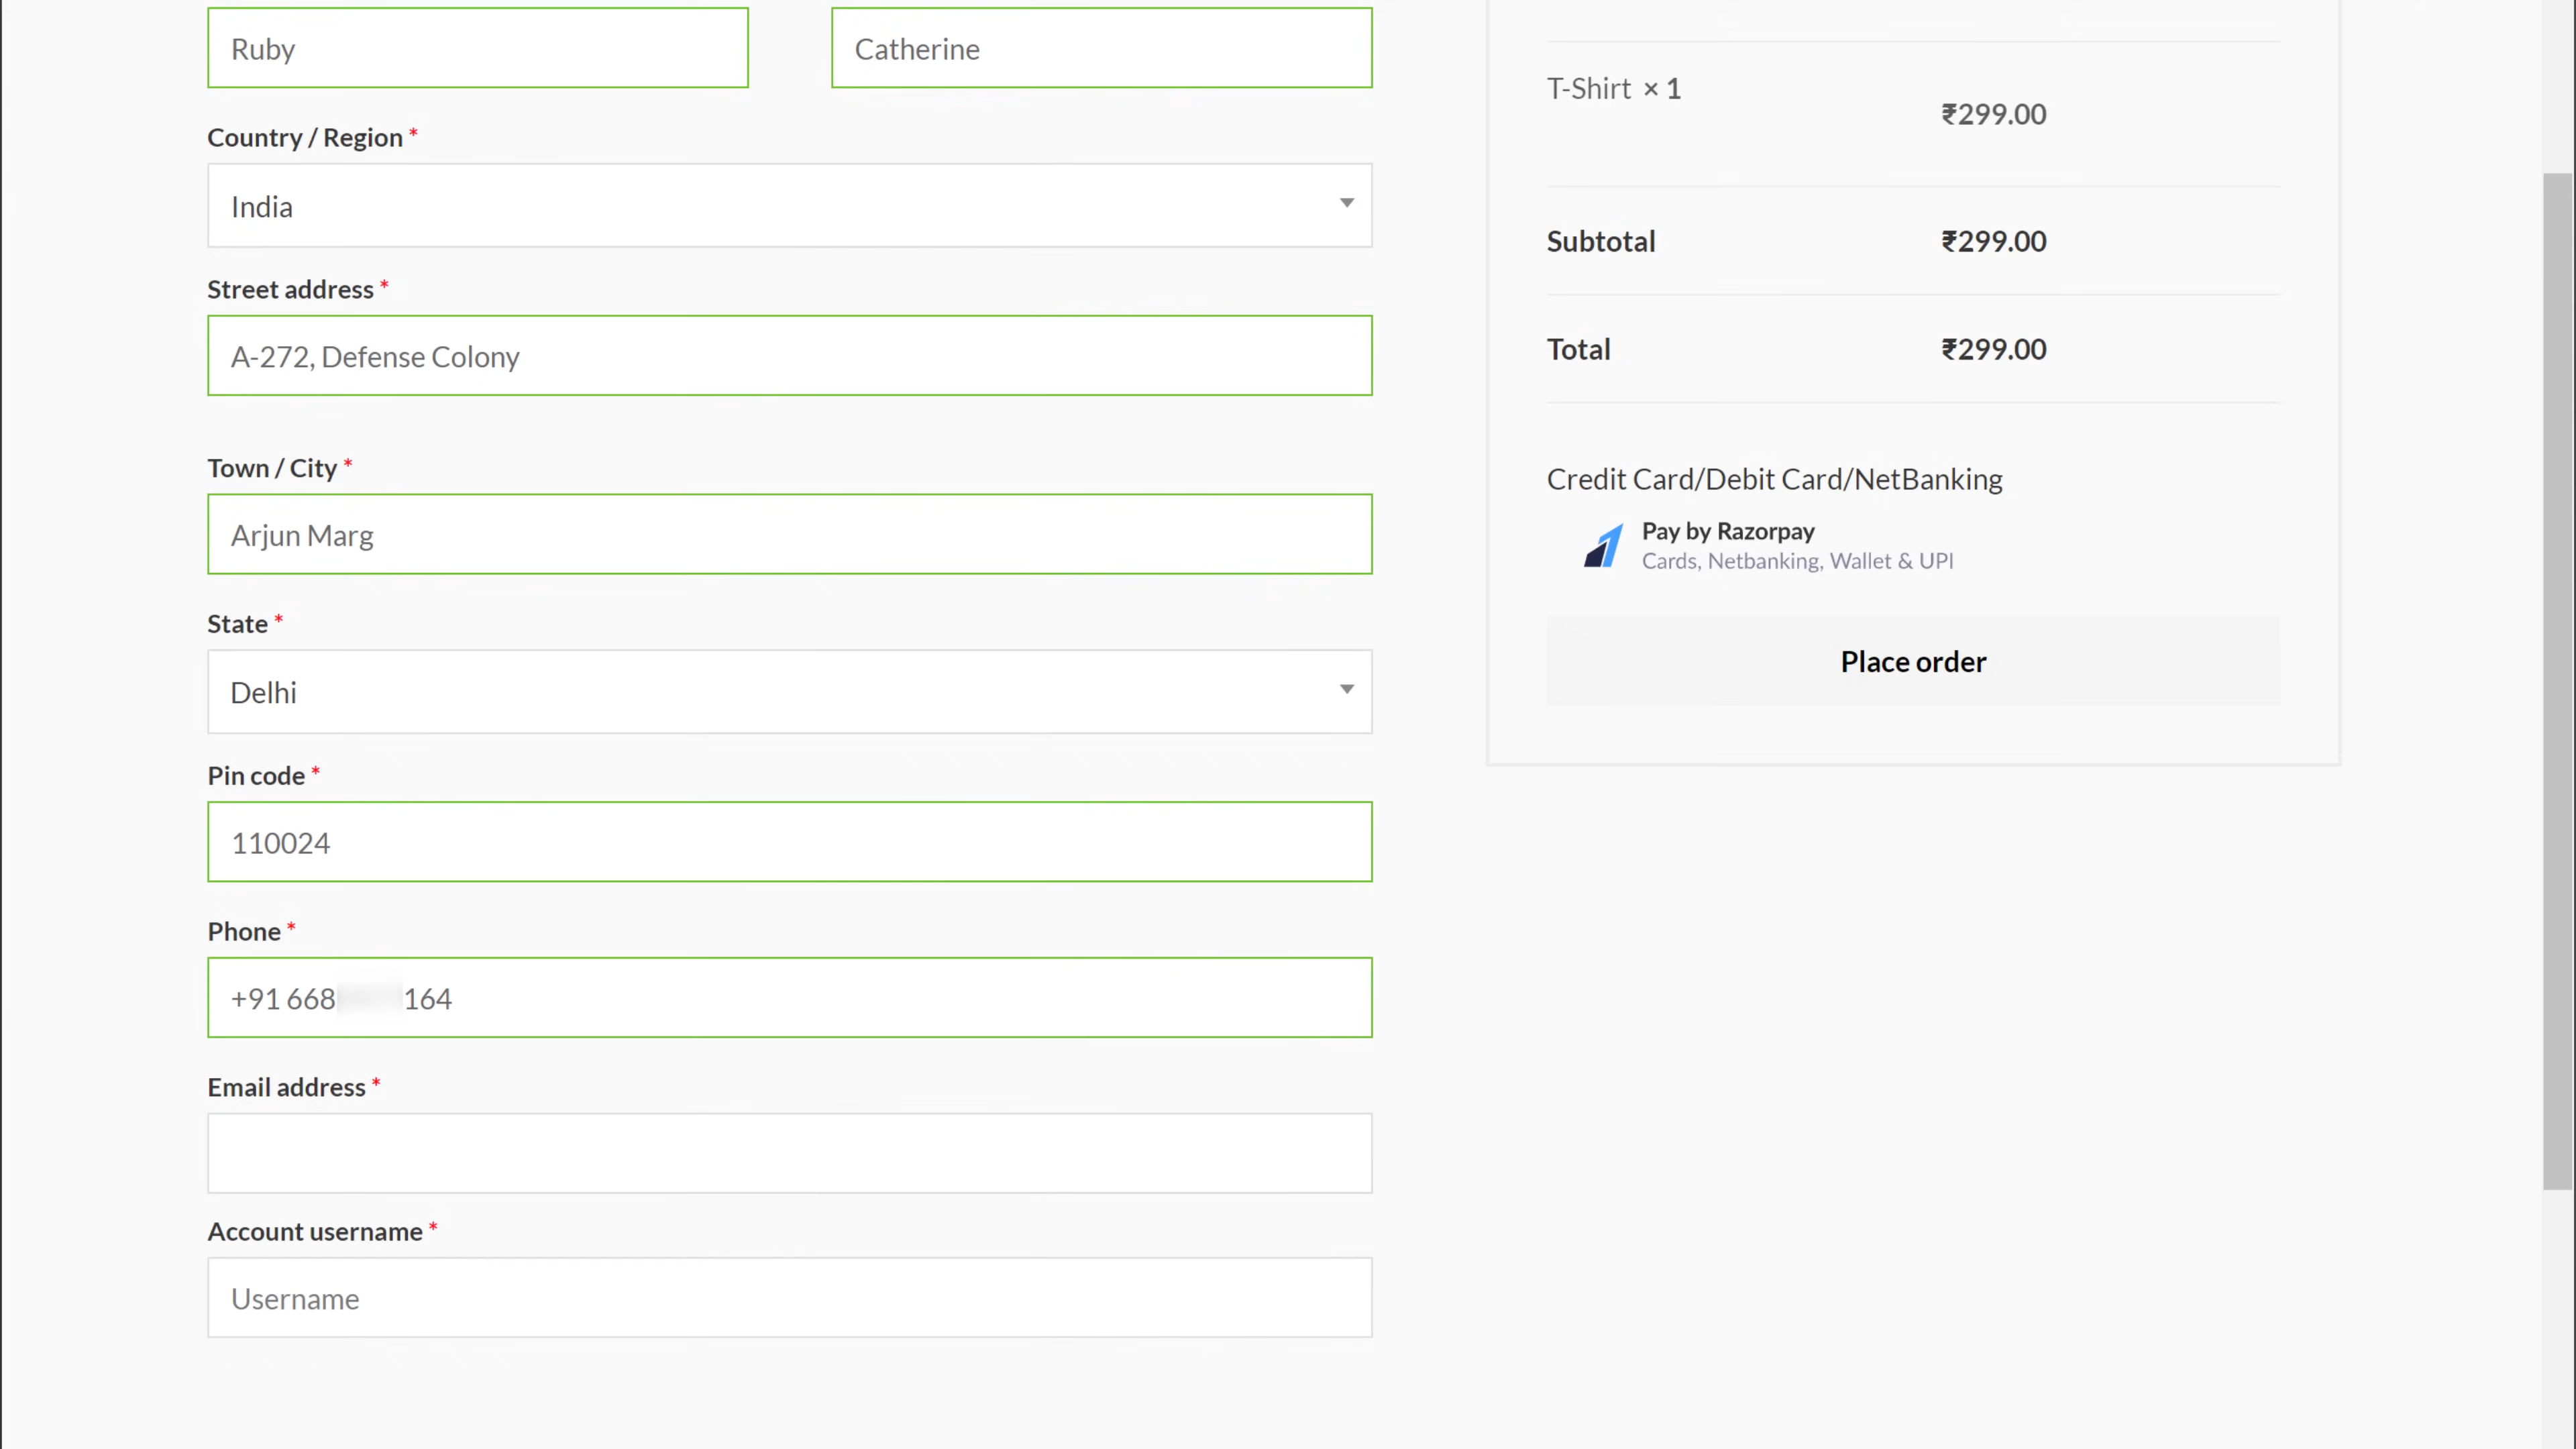 Ruby
Catherine
Country / Region *
India
Street address *
A-272, Defense Colony
Town / City *
Arjun Marg
State *
Delhi
Pin code *
110024
Phone *
+91 668 164
Email address *
Account username *
Username
T-Shirt × 1
₹299.00
Subtotal ₹299.00
Total ₹299.00
Credit Card/Debit Card/NetBanking
Pay by Razorpay
Cards, Netbanking, Wallet & UPI
Place order